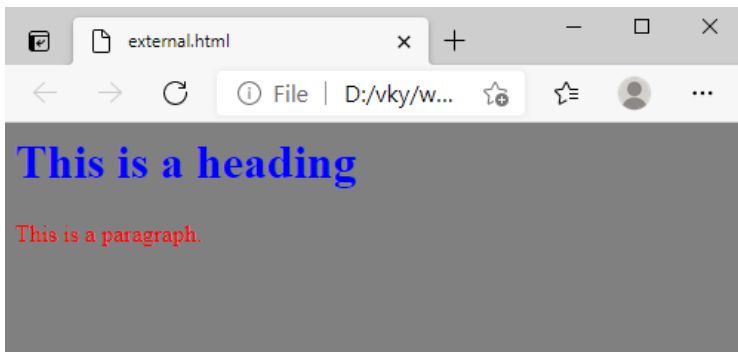 external.html
File | D:/vky/w...
This is a heading
This is a paragraph.